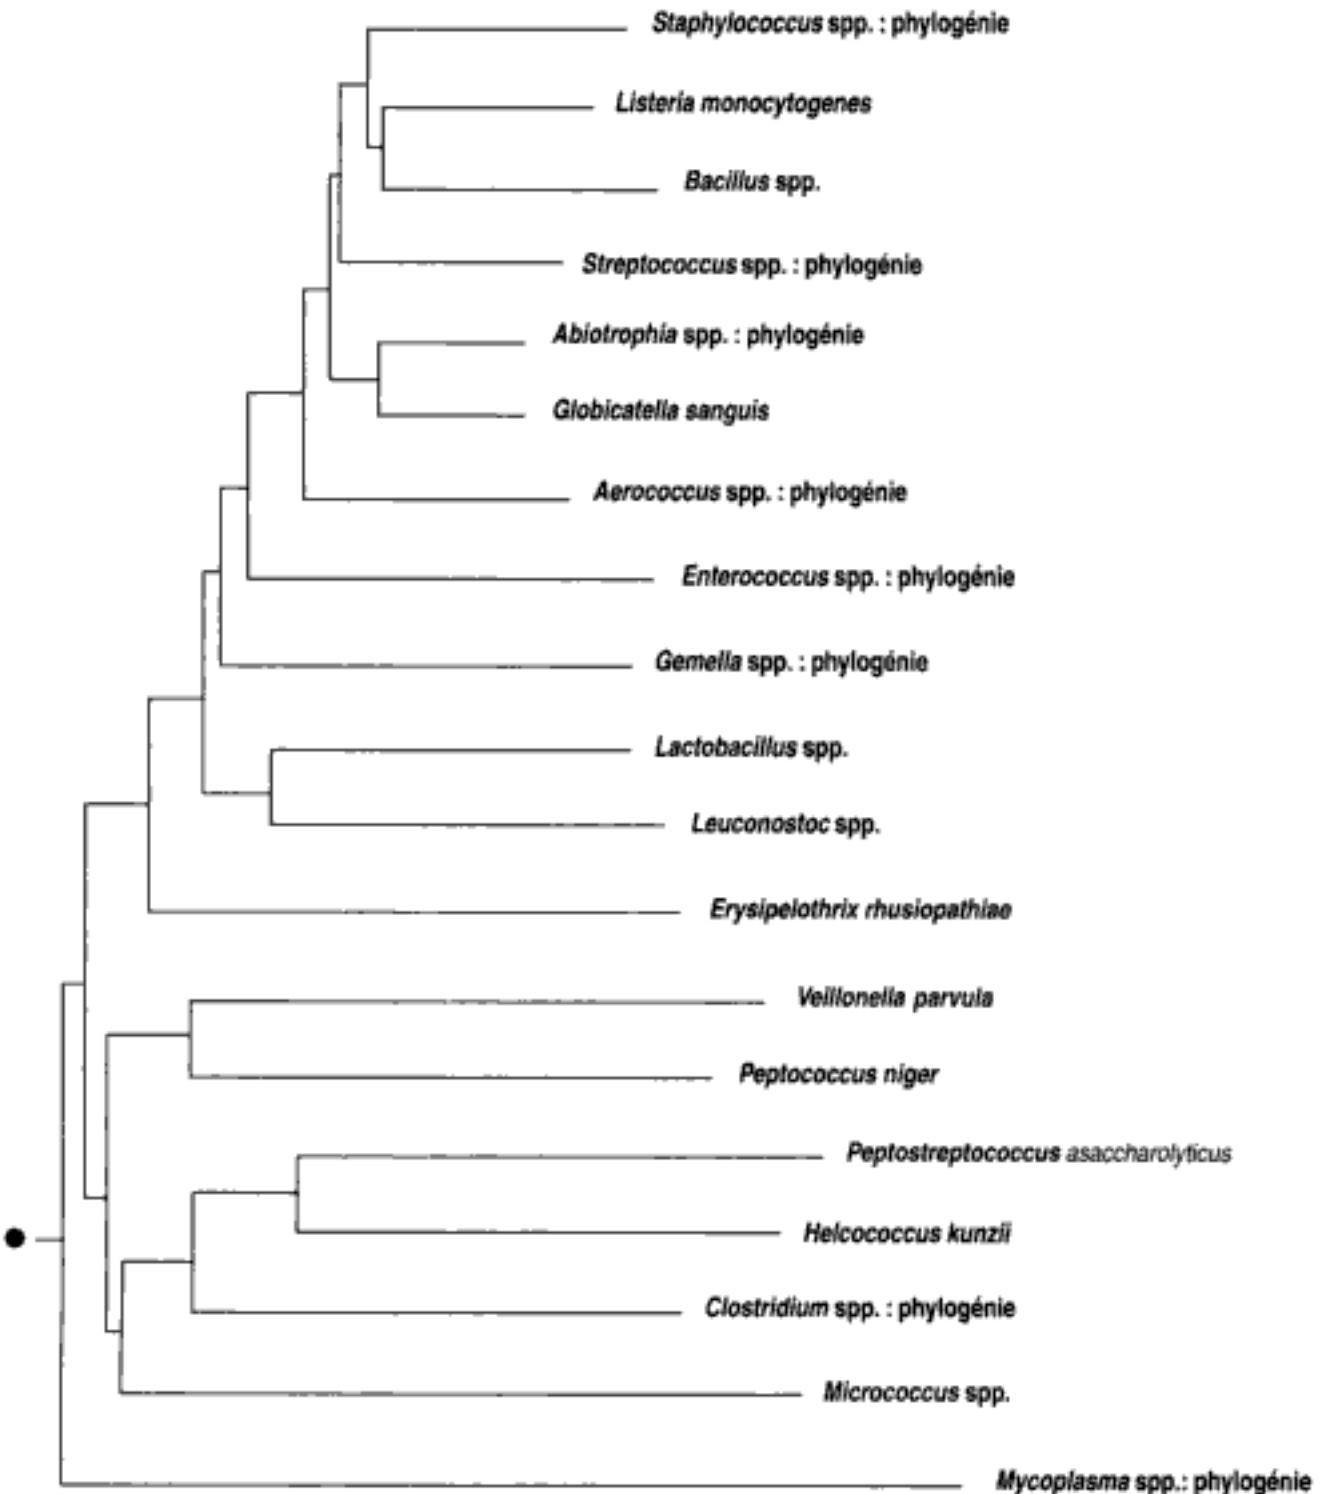 Staphylococcus spp. : phylogénie
Listeria monocytogenes
Bacillus spp.
Streptococcus spp. : phylogénie
Abiotrophia spp. : phylogénie
Globicatella sanguis
Aerococcus spp. : phylogénie
Enterococcus spp. : phylogénie
Gemella spp. : phylogénie
Lactobacillus spp.
Leuconostoc spp.
Erysipelothrix rhusiopathiae
Veillonella parvula
Peptococcus niger
Peptostreptococcus asaccharolyticus
Helcococcus kunzii
Clostridium spp. : phylogénie
Micrococcus spp.
Mycoplasma spp.: phylogénie